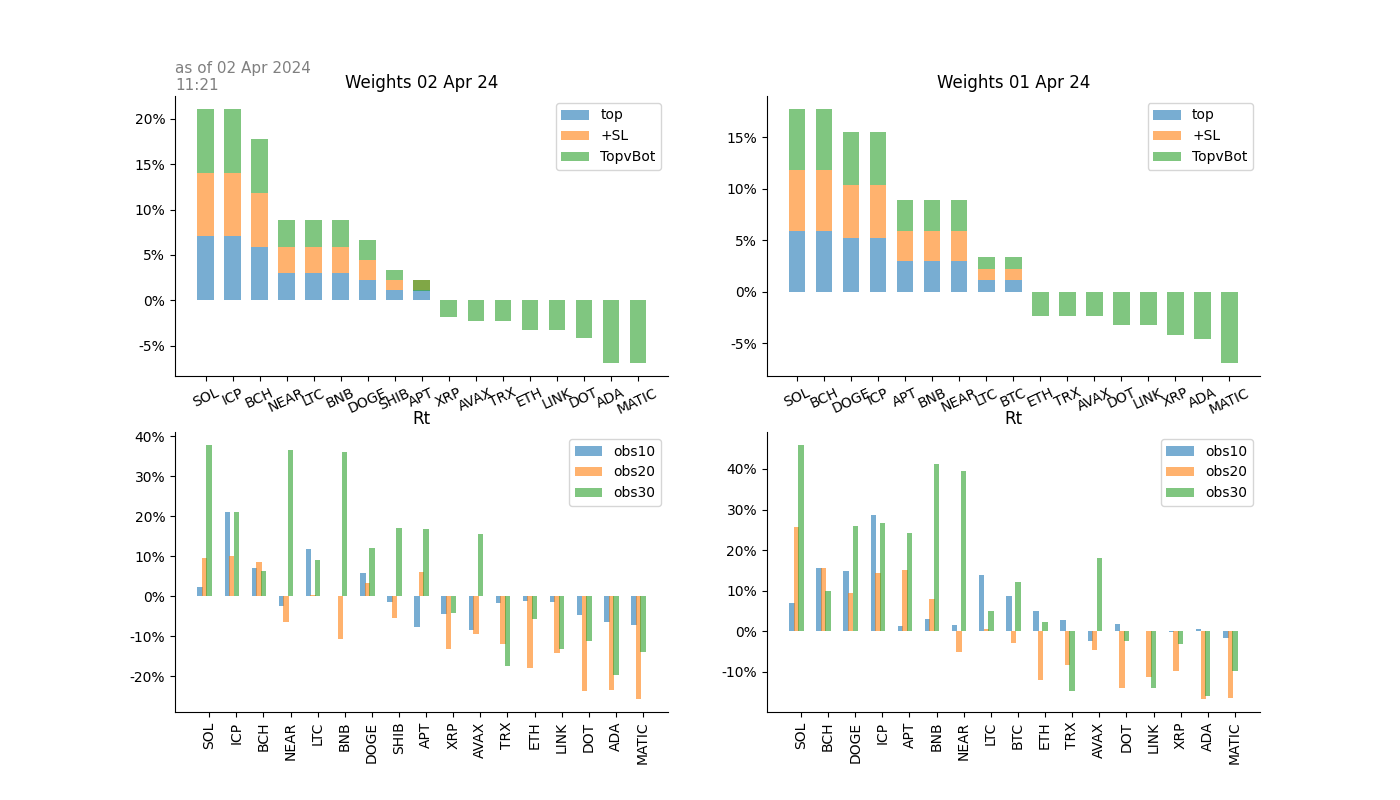 as of 02 Apr 2024
11:21
Weights 02 Apr 24
20%
15%
10%
5%
0%
-5%
top
+SL
TopvBot
SOL
ICP
BCH
NEAR
LTC
BNB
DOGE
SHIB
APT
XRP
AVAX
TRX
ETH
LINK
DOT
ADA
MATIC
Weights 01 Apr 24
15%
10%
5%
0%
-5%
top
+SL
TopvBot
SOL
BCH
DOGE
ICP
APT
BNB
NEAR
LTC
BTC
ETH
TRX
AVAX
DOT
LINK
XRP
ADA
MATIC
Rt
40%
30%
20%
10%
0%
-10%
-20%
obs10
obs20
obs30
SOL
ICP
BCH
NEAR
LTC
BNB
DOGE
SHIB
APT
XRP
AVAX
TRX
ETH
LINK
DOT
ADA
MATIC
Rt
40%
30%
20%
10%
0%
-10%
obs10
obs20
obs30
SOL
BCH
DOGE
ICP
APT
BNB
NEAR
LTC
BTC
ETH
TRX
AVAX
DOT
LINK
XRP
ADA
MATIC